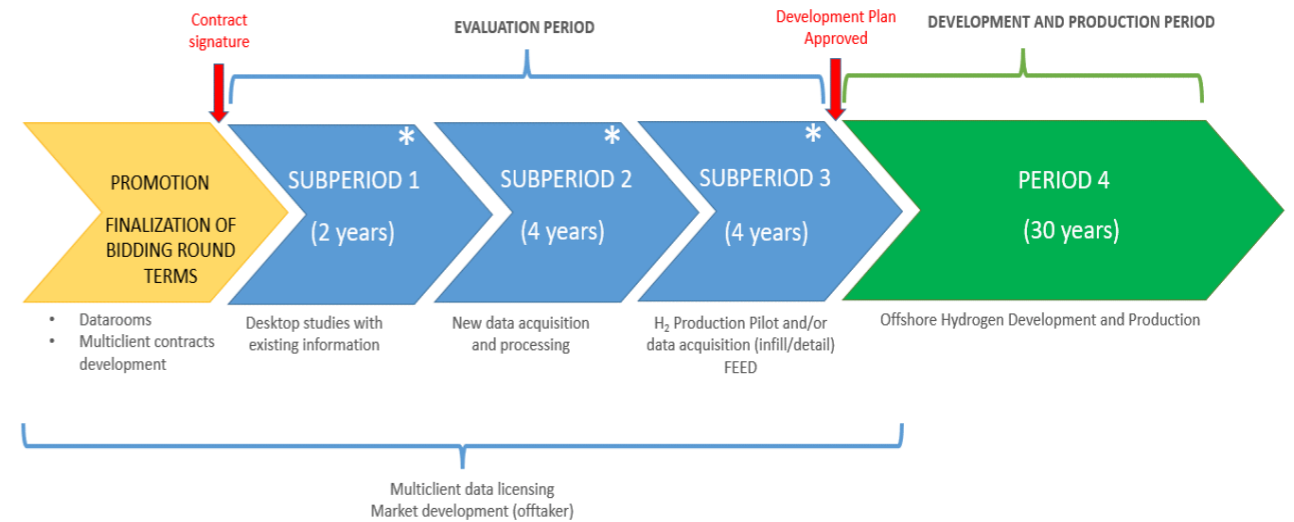 Contract
signature
EVALUATION PERIOD
Development Plan
Approved
DEVELOPMENT AND PRODUCTION PERIOD
PROMOTION
FINALIZATION OF
BIDDING ROUND
TERMS
*
SUBPERIOD 1
(2 years)
*
SUBPERIOD 2
(4 years)
*
SUBPERIOD 3
(4 years)
PERIOD 4
(30 years)
• Datarooms
• Multiclient contracts
development
Desktop studies with
existing information
New data acquisition
and processing
H₂ Production Pilot and/or
data acquisition (infill/detail)
FEED
Offshore Hydrogen Development and Production
Multiclient data licensing
Market development (offtaker)